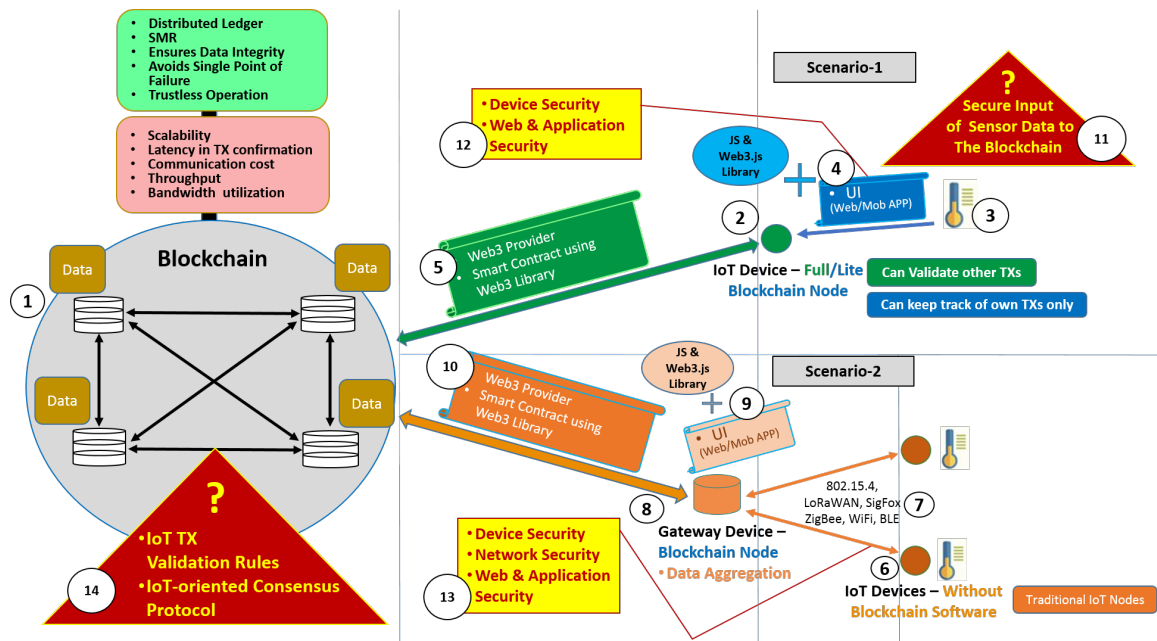 • Distributed Ledger
• SMR
• Ensures Data Integrity
• Avoids Single Point of
Failure
• Trustless Operation
• Scalability
• Latency in TX confirmation
• Communication cost
• Throughput
• Bandwidth utilization
Blockchain
Data
Data
Data
Data
1
?
•IoT TX
Validation Rules
•IoT-oriented Consensus
Protocol
14
Scenario-1
?
Secure Input
of Sensor Data to
The Blockchain
11
• Device Security
• Web & Application
Security
12
JS &
Web3.js
Library
4
• UI
(Web/Mob APP)
3
2
5
• Web3 Provider
• Smart Contract using
Web3 Library
IoT Device – Full/Lite
Blockchain Node
Can Validate other TXs
Can keep track of own TXs only
Scenario-2
10
• Web3 Provider
• Smart Contract using
Web3 Library
JS &
Web3.js
Library
9
• UI
(Web/Mob APP)
8
Gateway Device –
Blockchain Node
• Data Aggregation
802.15.4,
LoRaWAN, SigFox
ZigBee, WiFi, BLE
7
• Device Security
• Network Security
• Web & Application
Security
13
6
IoT Devices – Without
Blockchain Software
Traditional IoT Nodes